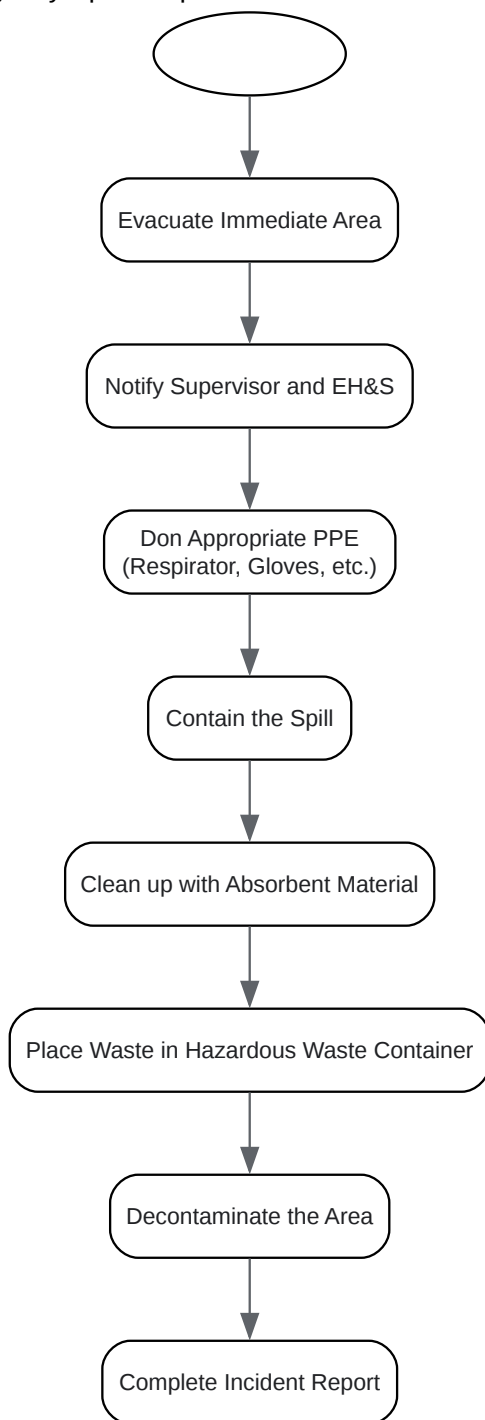 Evacuate Immediate Area
Notify Supervisor and EH&S
Don Appropriate PPE
(Respirator, Gloves, etc.)
Contain the Spill
Clean up with Absorbent Material
Place Waste in Hazardous Waste Container
Decontaminate the Area
Complete Incident Report